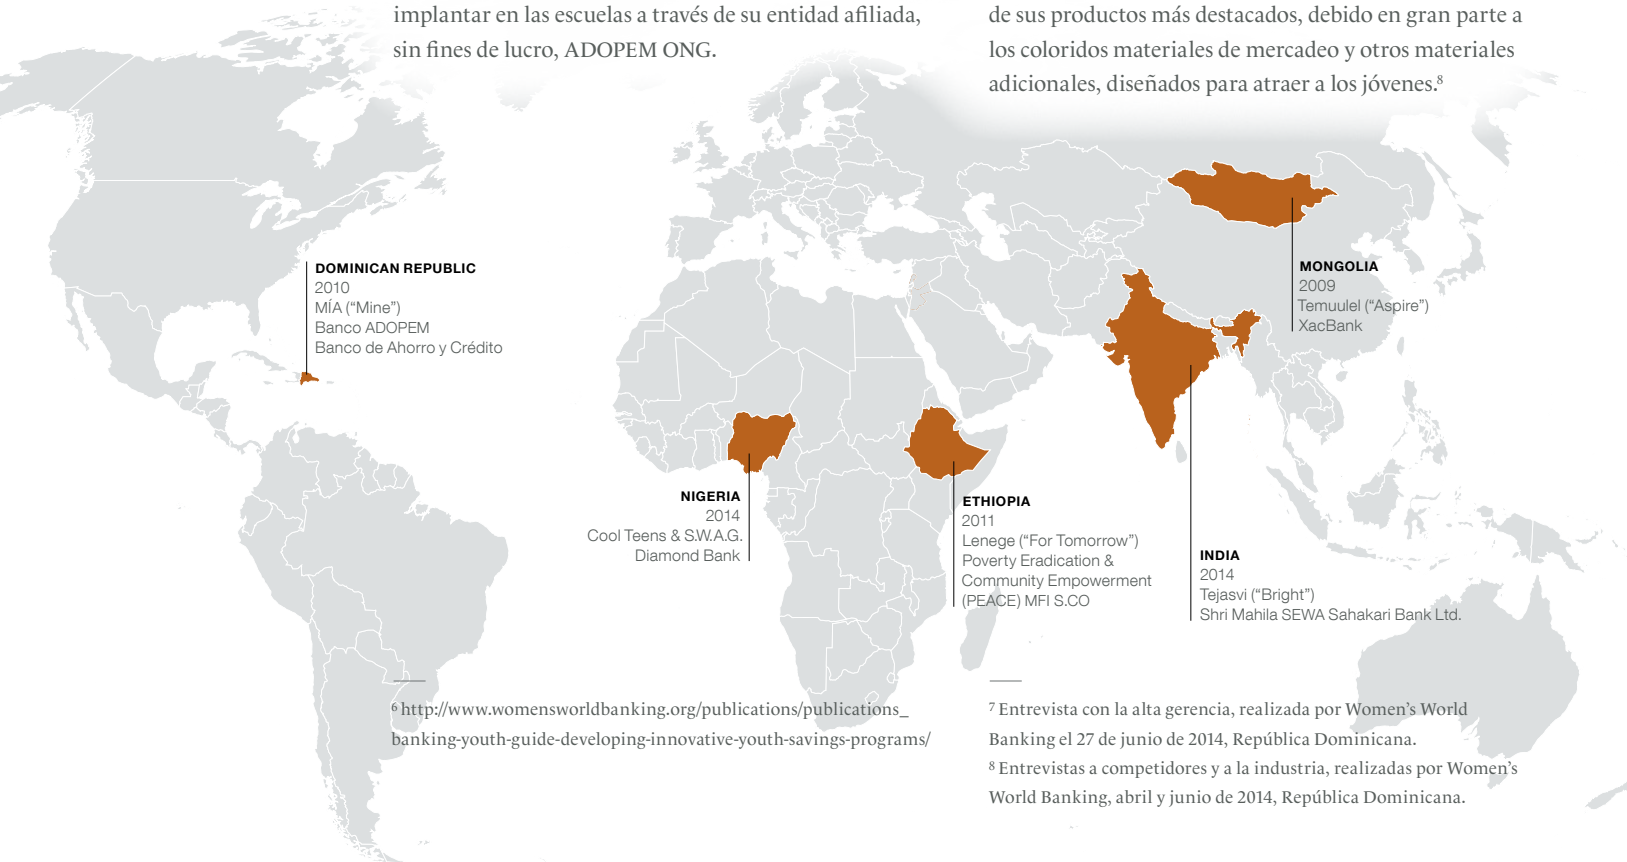 implantar en las escuelas a través de su entidad afiliada,
sin fines de lucro, ADOPEM ONG.
de sus productos más destacados, debido en gran parte a
los coloridos materiales de mercadeo y otros materiales
adicionales, diseñados para atraer a los jóvenes.⁸
DOMINICAN REPUBLIC
2010
MÍA (“Mine”)
Banco ADOPEM
Banco de Ahorro y Crédito
NIGERIA
2014
Cool Teens & S.W.A.G.
Diamond Bank
ETHIOPIA
2011
Lenege (“For Tomorrow”)
Poverty Eradication &
Community Empowerment
(PEACE) MFI S.CO
MONGOLIA
2009
Temuulel (“Aspire”)
XacBank
INDIA
2014
Tejasvi (“Bright”)
Shri Mahila SEWA Sahakari Bank Ltd.
⁶ http://www.womensworldbanking.org/publications/publications_
banking-youth-guide-developing-innovative-youth-savings-programs/
⁷ Entrevista con la alta gerencia, realizada por Women’s World
Banking el 27 de junio de 2014, República Dominicana.
⁸ Entrevistas a competidores y a la industria, realizadas por Women’s
World Banking, abril y junio de 2014, República Dominicana.